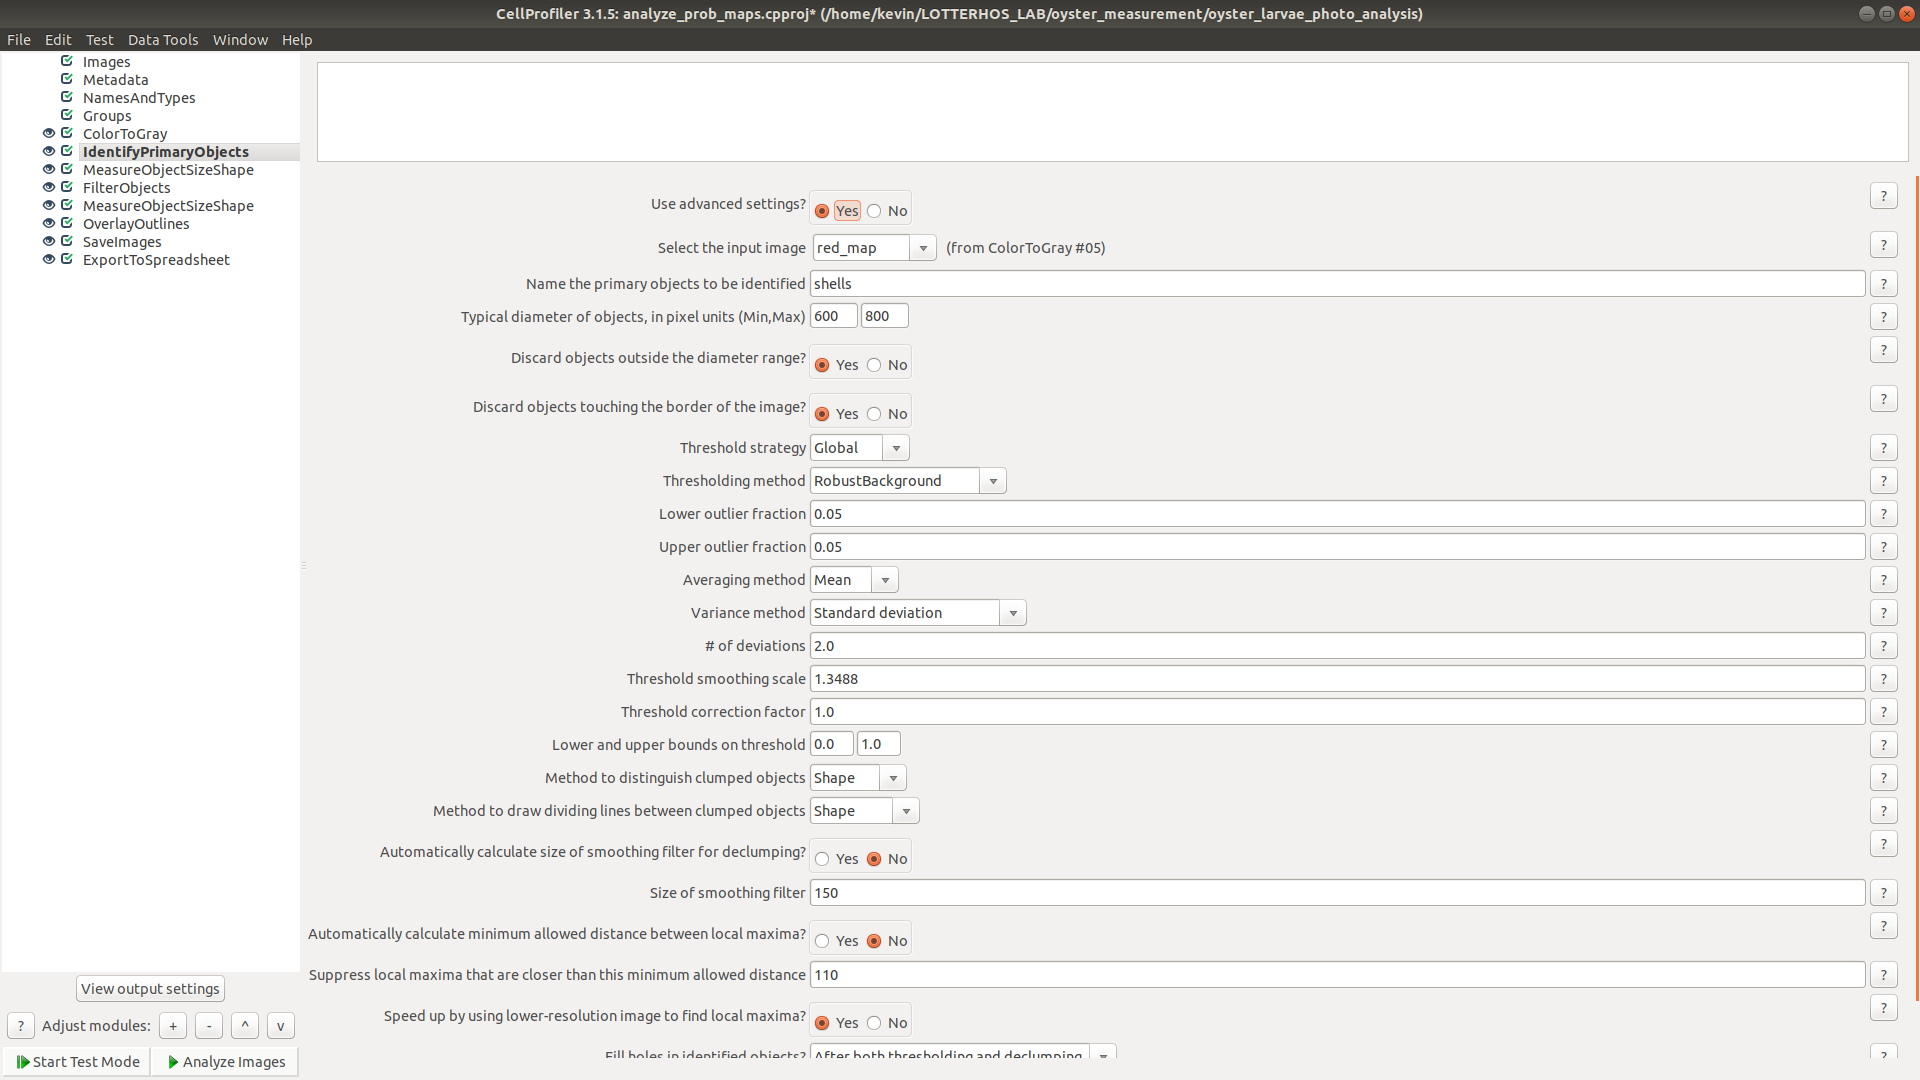 CellProfiler 3.1.5: analyze_prob_maps.cpproj* (/home/kevin/LOTTERHOS_LAB/oyster_measurement/oyster_larvae_photo_analysis)
File Edit Test Data Tools Window Help
Images
Metadata
NamesAndTypes
Groups
ColorToGray
IdentifyPrimaryObjects
MeasureObjectSizeShape
FilterObjects
MeasureObjectSizeShape
OverlayOutlines
SaveImages
ExportToSpreadsheet
View output settings
? Adjust modules: + - ^ v
Start Test Mode Analyze Images
Use advanced settings? Yes No ?
Select the input image red_map (from ColorToGray #05) ?
Name the primary objects to be identified shells ?
Typical diameter of objects, in pixel units (Min,Max) 600 800 ?
Discard objects outside the diameter range? Yes No ?
Discard objects touching the border of the image? Yes No ?
Threshold strategy Global ?
Thresholding method RobustBackground ?
Lower outlier fraction 0.05 ?
Upper outlier fraction 0.05 ?
Averaging method Mean ?
Variance method Standard deviation ?
# of deviations 2.0 ?
Threshold smoothing scale 1.3488 ?
Threshold correction factor 1.0 ?
Lower and upper bounds on threshold 0.0 1.0 ?
Method to distinguish clumped objects Shape ?
Method to draw dividing lines between clumped objects Shape ?
Automatically calculate size of smoothing filter for declumping? Yes No ?
Size of smoothing filter 150 ?
Automatically calculate minimum allowed distance between local maxima? Yes No ?
Suppress local maxima that are closer than this minimum allowed distance 110 ?
Speed up by using lower-resolution image to find local maxima? Yes No ?
Fill holes in identified objects? After both thresholding and declumping ?